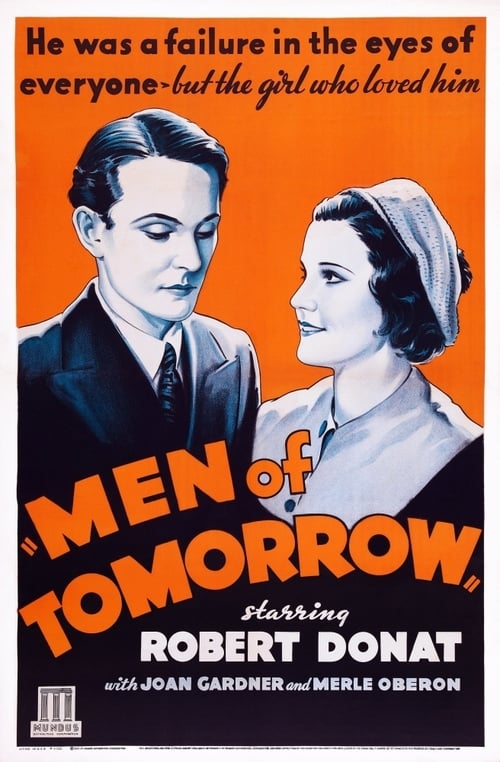 He was a failure in the eyes of
everyone-but the girl who loved him
"MEN of
TOMORROW"
starring
ROBERT DONAT
with JOAN GARDNER and MERLE OBERON
MUNDUS